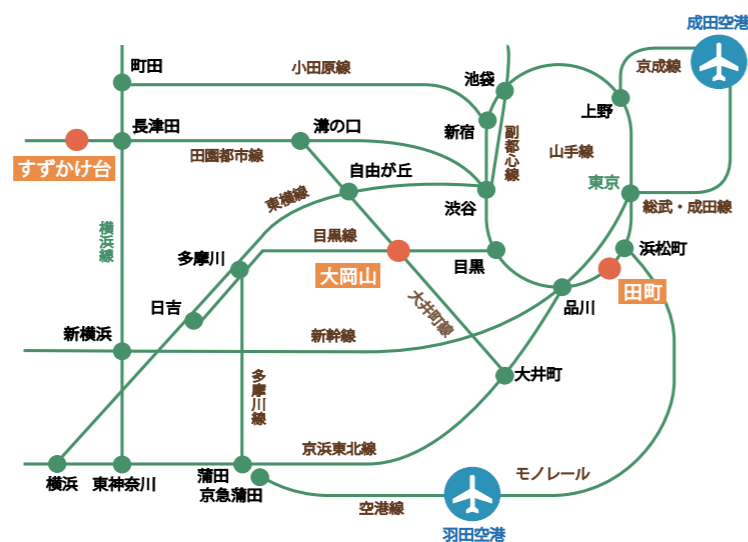 成田空港
町田
小田原線
池袋
京成線
上野
新宿
副都心線
長津田
溝の口
山手線
すずかけ台
田園都市線
自由が丘
東京
東横線
渋谷
総武・成田線
横浜線
目黒線
浜松町
多摩川
目黒
大岡山
田町
大井町線
日吉
品川
新横浜
新幹線
大井町
多摩川線
京浜東北線
横浜
東神奈川
蒲田
京急蒲田
モノレール
空港線
羽田空港